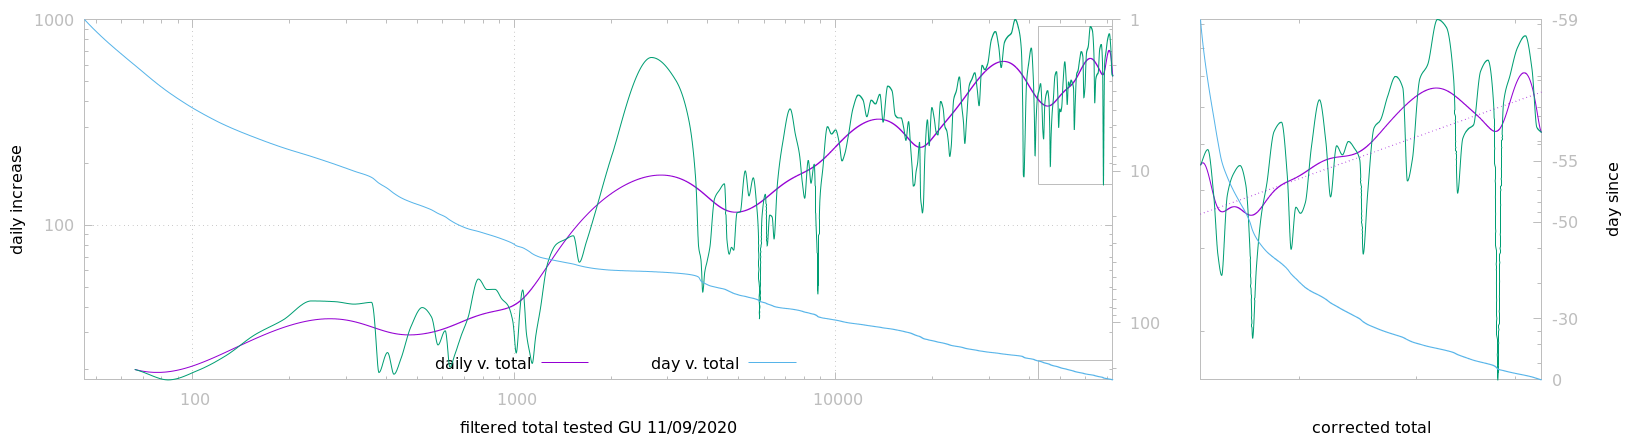 1000
100
daily increase
100
1000
10000
filtered total tested GU 11/09/2020
daily v. total
day v. total
1
10
100
-59
-55
-50
-30
0
day since
corrected total